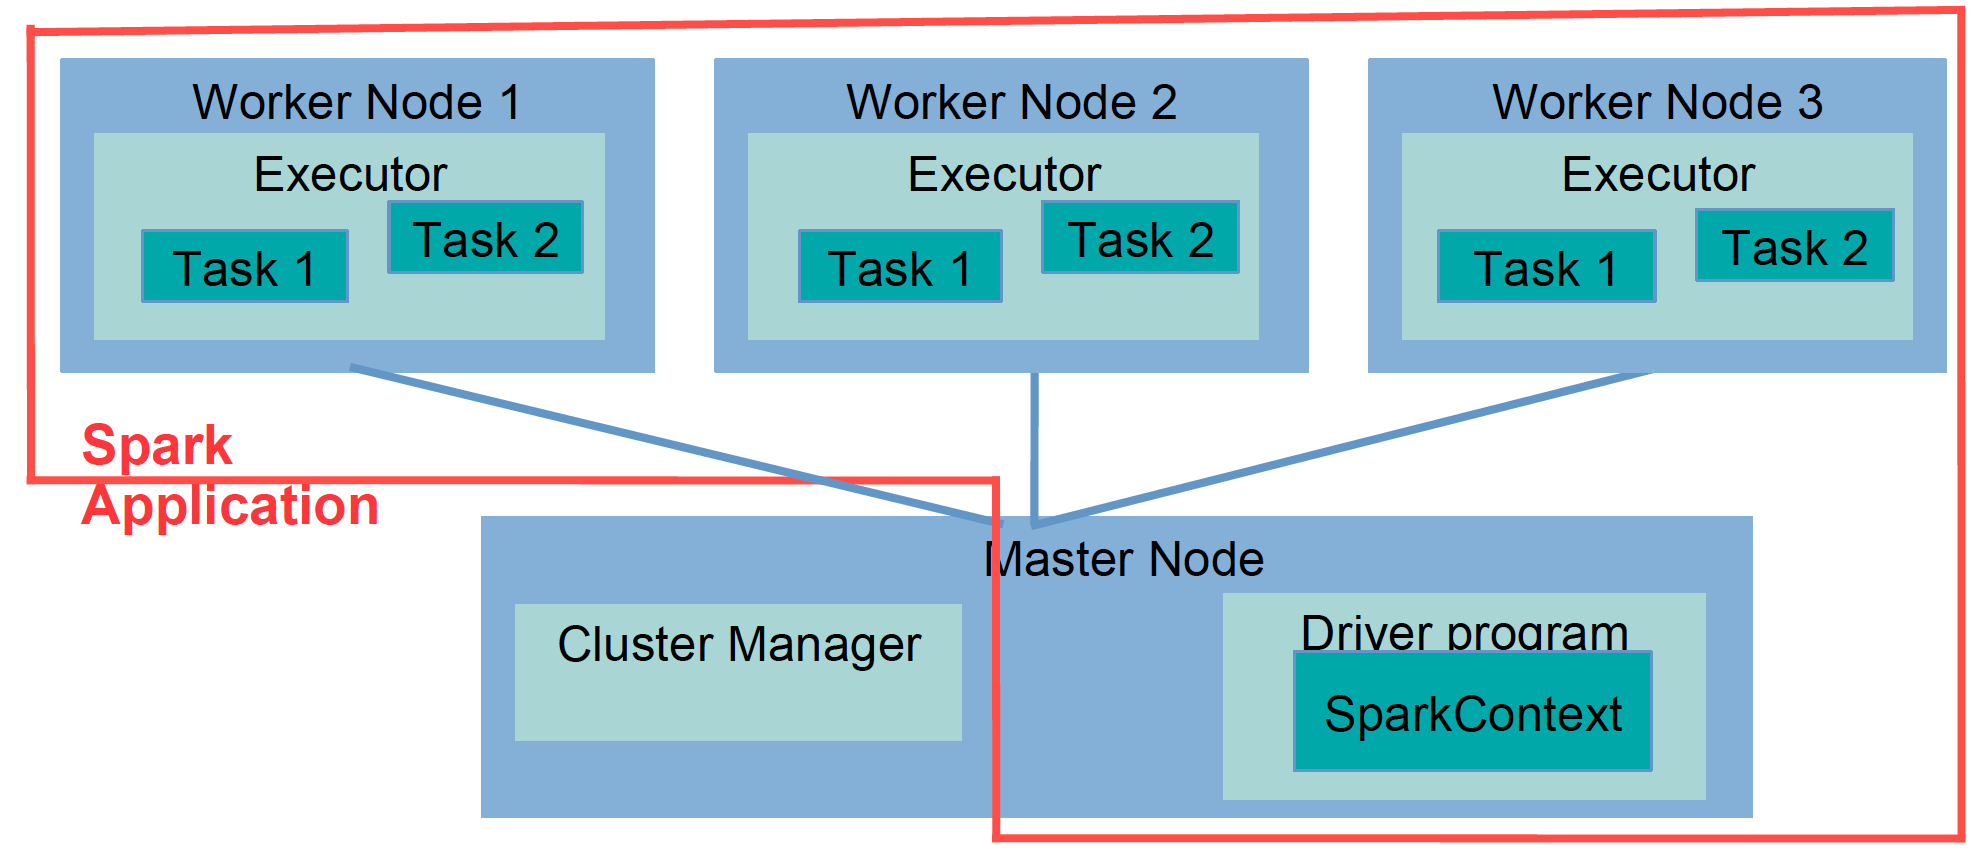 Worker Node 1
Executor
Task 1
Task 2
Worker Node 2
Executor
Task 1
Task 2
Worker Node 3
Executor
Task 1
Task 2
Spark
Application
Master Node
Cluster Manager
Driver program
SparkContext